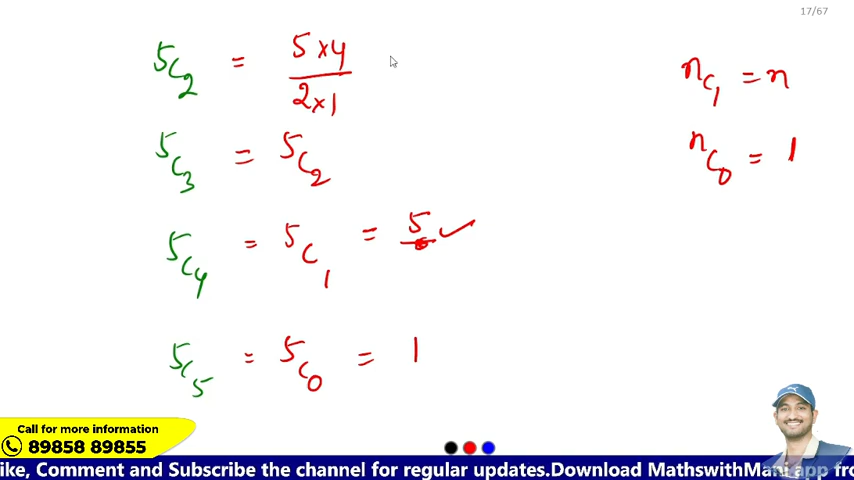 17/67
5C2 = 5×4/2×1
nC1 = n
5C3 = 5C2
nC0 = 1
5C4 = 5C1 = 5 ✓
5C5 = 5C0 = 1
Call for more information
89858 89855
ike, Comment and Subscribe the channel for regular updates.Download MathswithMani app fro